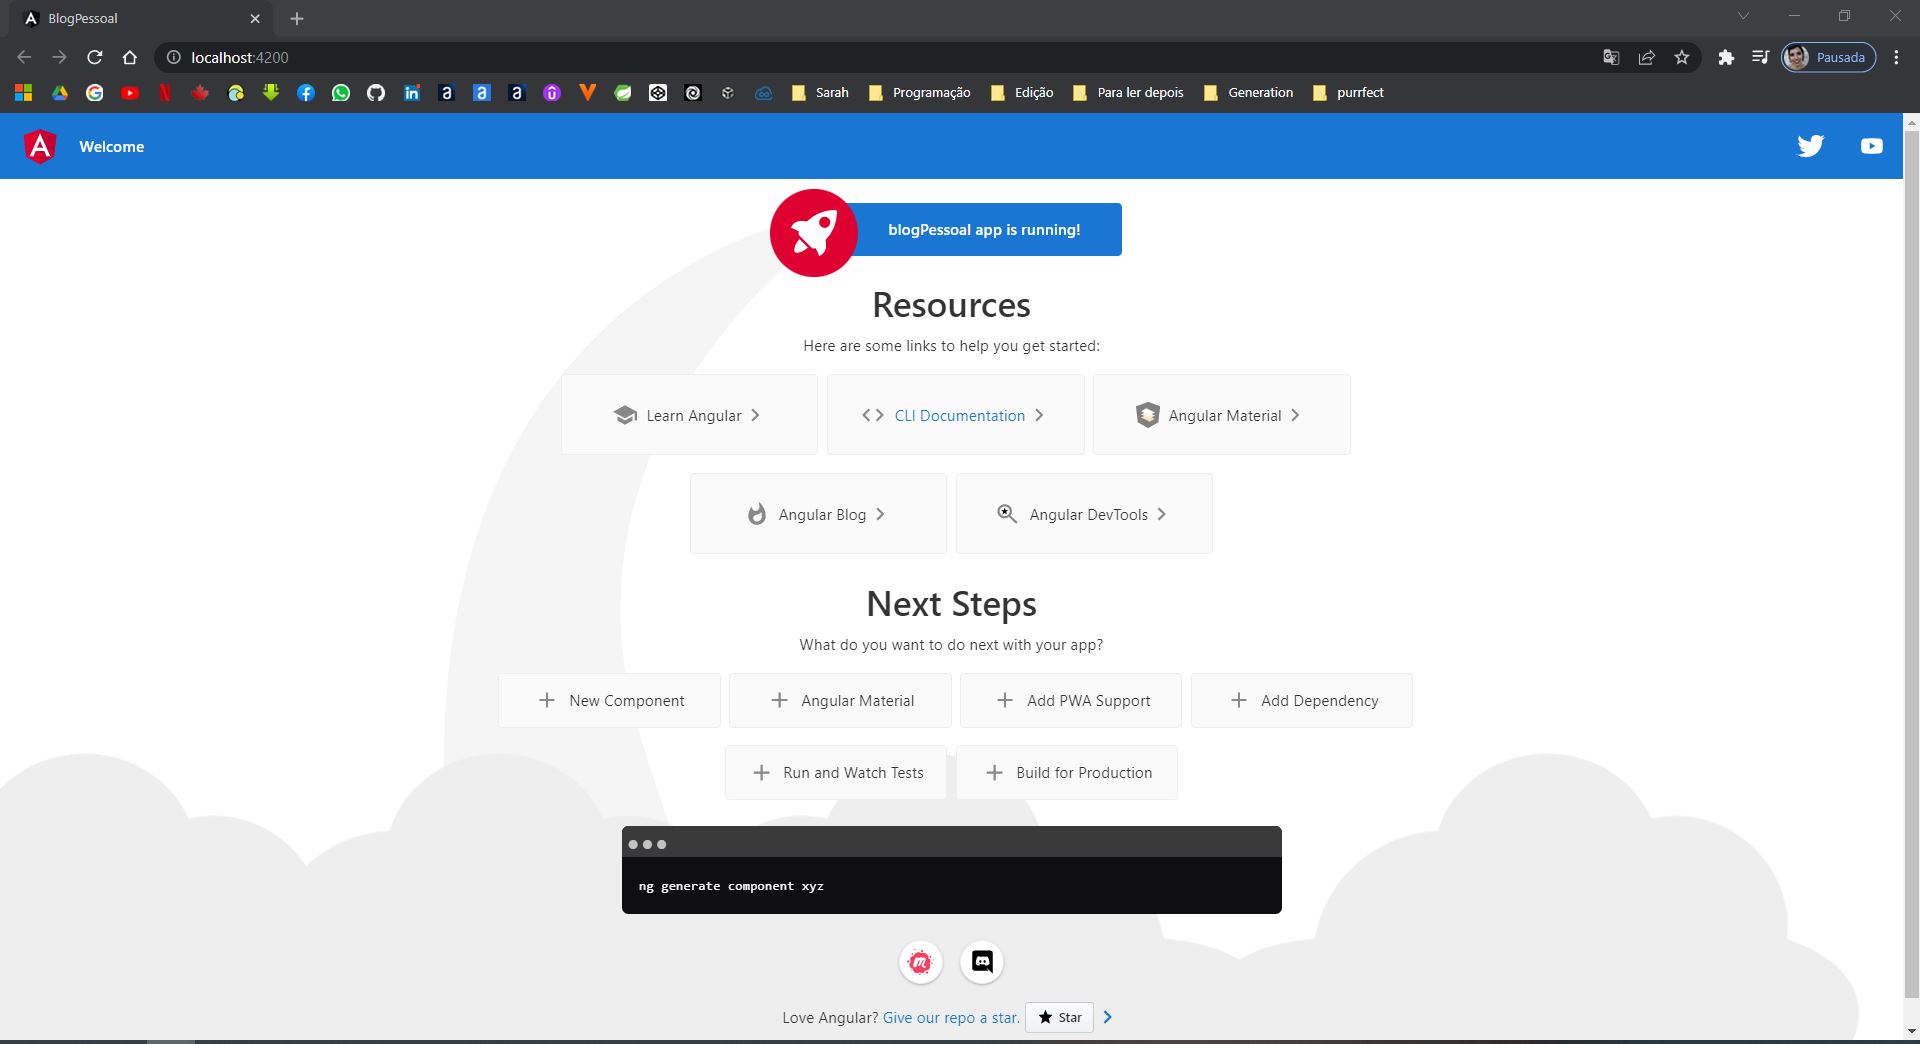 BlogPessoal
localhost:4200
Pausada
Sarah
Programação
Edição
Para ler depois
Generation
purrfect
Welcome
blogPessoal app is running!
Resources
Here are some links to help you get started:
Learn Angular
CLI Documentation
Angular Material
Angular Blog
Angular DevTools
Next Steps
What do you want to do next with your app?
New Component
Angular Material
Add PWA Support
Add Dependency
Run and Watch Tests
Build for Production
ng generate component xyz
Love Angular? Give our repo a star. Star